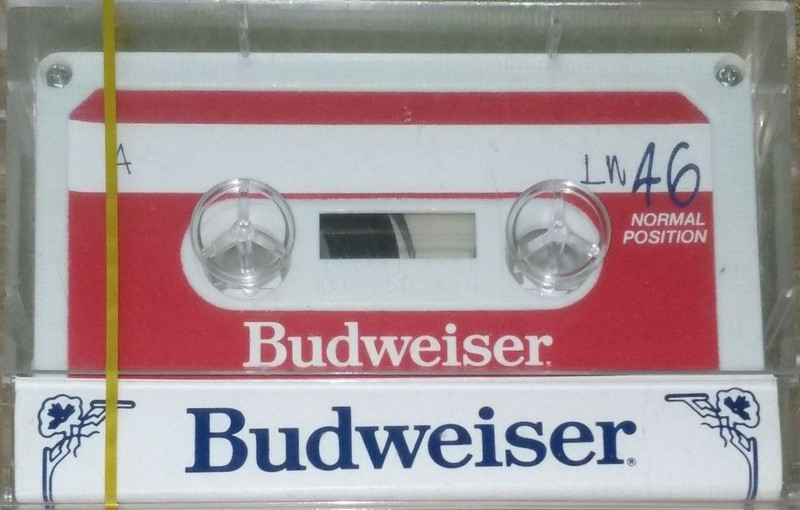 A LN 46
NORMAL
POSITION
Budweiser
Budweiser®